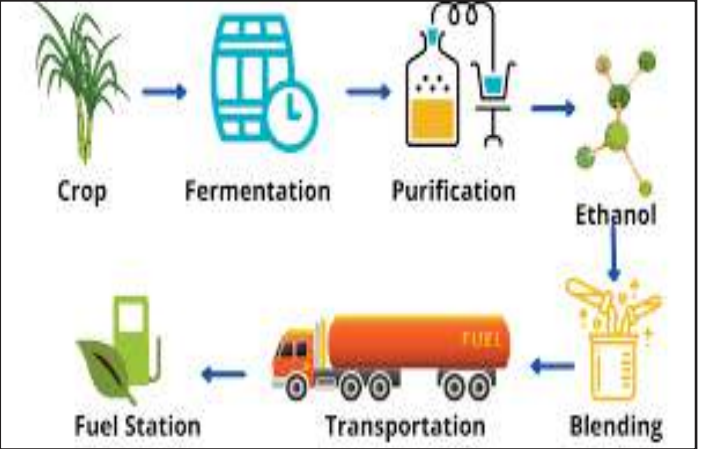 Crop
Fermentation
Purification
Ethanol
FUEL
Fuel Station
Transportation
Blending